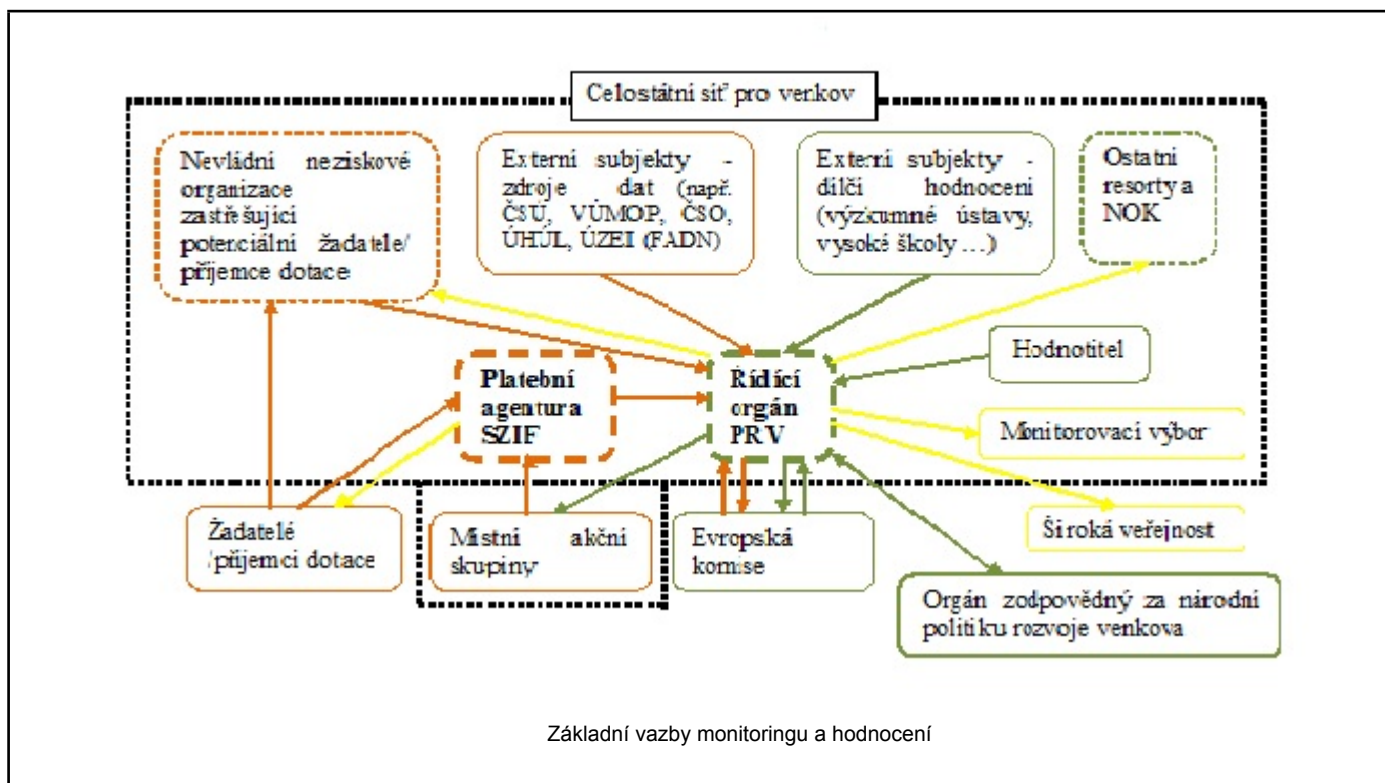 Celostátní síť pro venkov
Nevládní neziskové
organizace
zastřešující
potenciální žadatele/
příjemce dotace
Externí subjekty -
zdroje dat (např.
ČSÚ, VÚMOP, ČSO,
ÚHÚL, ÚZEI (FADN)
Externí subjekty -
dílčí hodnocení
(výzkumné ústavy,
vysoké školy …)
Ostatní
resorty a
NOK
Hodnotitel
Platební
agentura
SZIF
Řídící
orgán
PRV
Monitorovací výbor
Žadatelé
/příjemci dotace
Místní akční
skupiny
Evropská
komise
Široká veřejnost
Orgán zodpovědný za národní
politiku rozvoje venkova
Základní vazby monitoringu a hodnocení